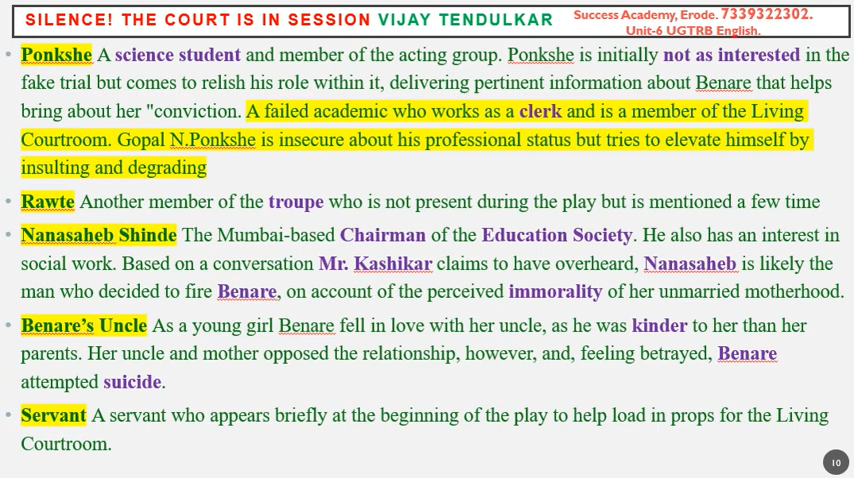 SILENCE! THE COURT IS IN SESSION VIJAY TENDULKAR
Success Academy, Erode. 7339322302.
Unit-6 UGTRB English.
• Ponkshe A science student and member of the acting group. Ponkshe is initially not as interested in the
fake trial but comes to relish his role within it, delivering pertinent information about Benare that helps
bring about her "conviction. A failed academic who works as a clerk and is a member of the Living
Courtroom. Gopal N.Ponkshe is insecure about his professional status but tries to elevate himself by
insulting and degrading
• Rawte Another member of the troupe who is not present during the play but is mentioned a few time
• Nanasaheb Shinde The Mumbai-based Chairman of the Education Society. He also has an interest in
social work. Based on a conversation Mr. Kashikar claims to have overheard, Nanasaheb is likely the
man who decided to fire Benare, on account of the perceived immorality of her unmarried motherhood.
• Benare's Uncle As a young girl Benare fell in love with her uncle, as he was kinder to her than her
parents. Her uncle and mother opposed the relationship, however, and, feeling betrayed, Benare
attempted suicide.
• Servant A servant who appears briefly at the beginning of the play to help load in props for the Living
Courtroom.
10